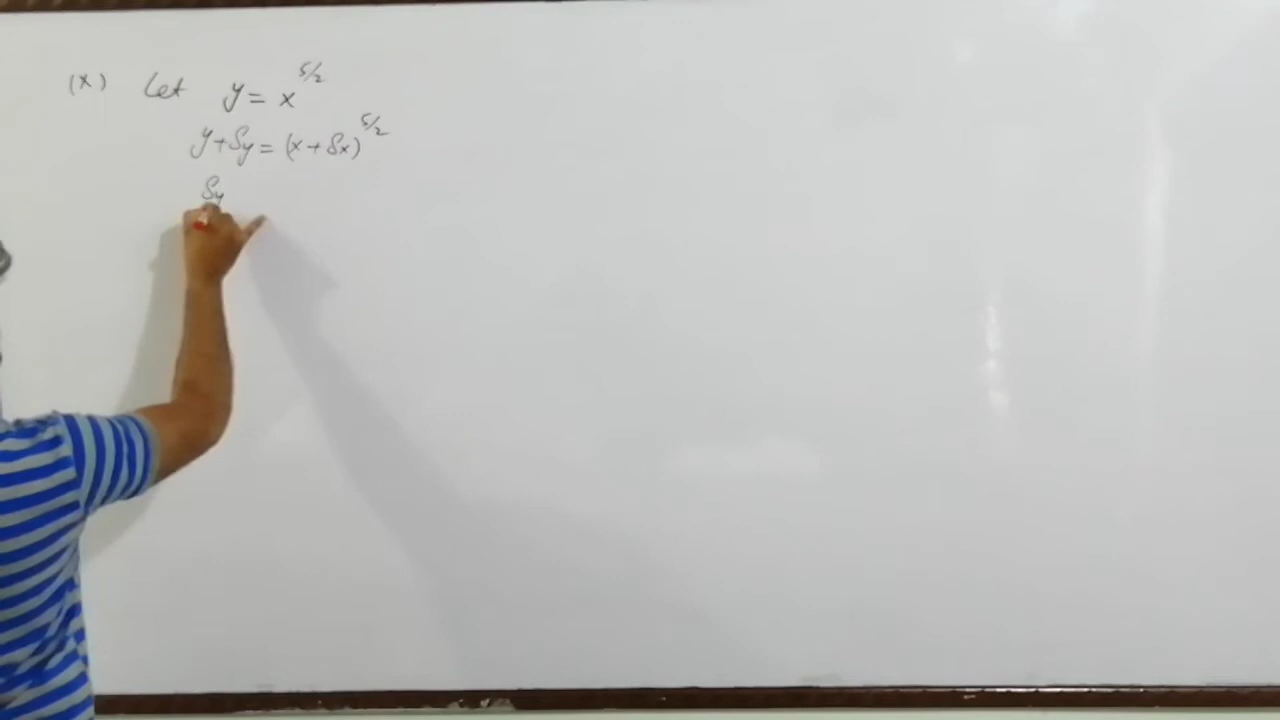 (x) Let y = x^{5/2}
y+δy = (x + δx)^{5/2}
δy